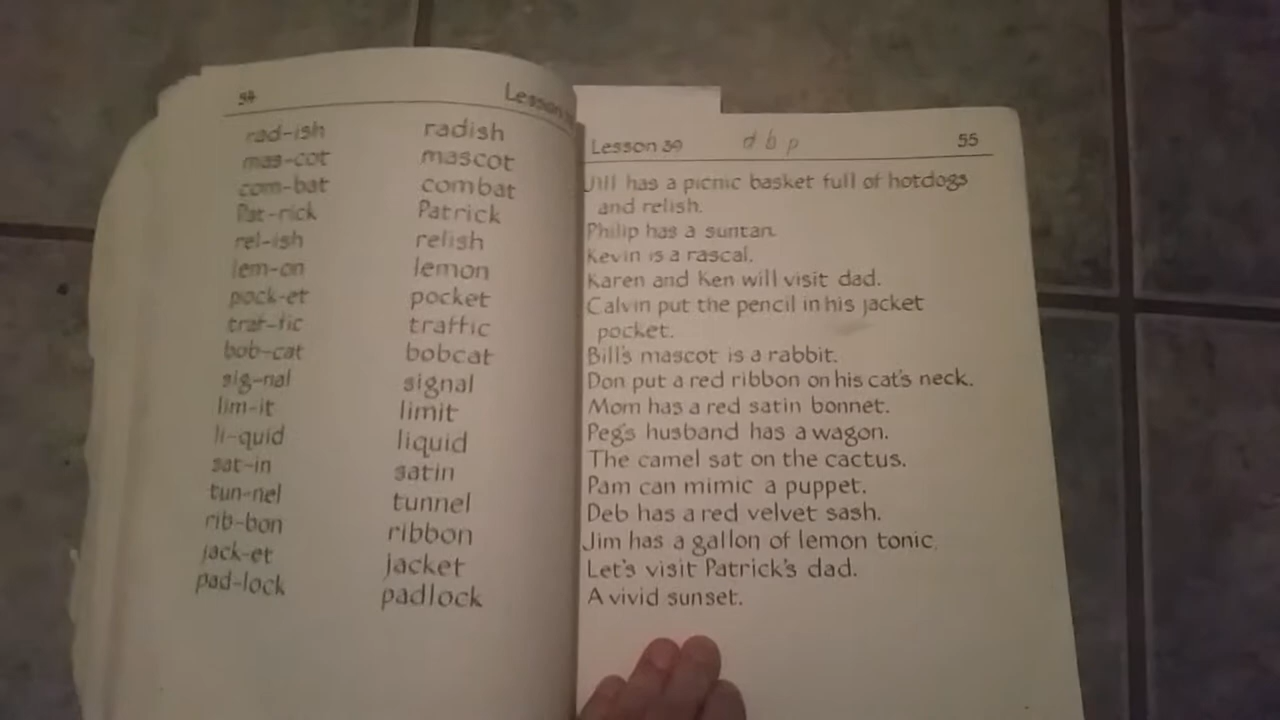 54 Lesson
rad-ish radish
mas-cot mascot
com-bat combat
Pat-rick Patrick
rel-ish relish
lem-on lemon
pock-et pocket
traf-fic traffic
bob-cat bobcat
sig-nal signal
lim-it limit
li-quid liquid
sat-in satin
tun-nel tunnel
rib-bon ribbon
jack-et jacket
pad-lock padlock
Lesson 39 d b p 55
Jill has a picnic basket full of hotdogs
and relish.
Philip has a suntan.
Kevin is a rascal.
Karen and Ken will visit dad.
Calvin put the pencil in his jacket
pocket.
Bill's mascot is a rabbit.
Don put a red ribbon on his cat's neck.
Mom has a red satin bonnet.
Peg's husband has a wagon.
The camel sat on the cactus.
Pam can mimic a puppet.
Deb has a red velvet sash.
Jim has a gallon of lemon tonic.
Let's visit Patrick's dad.
A vivid sunset.